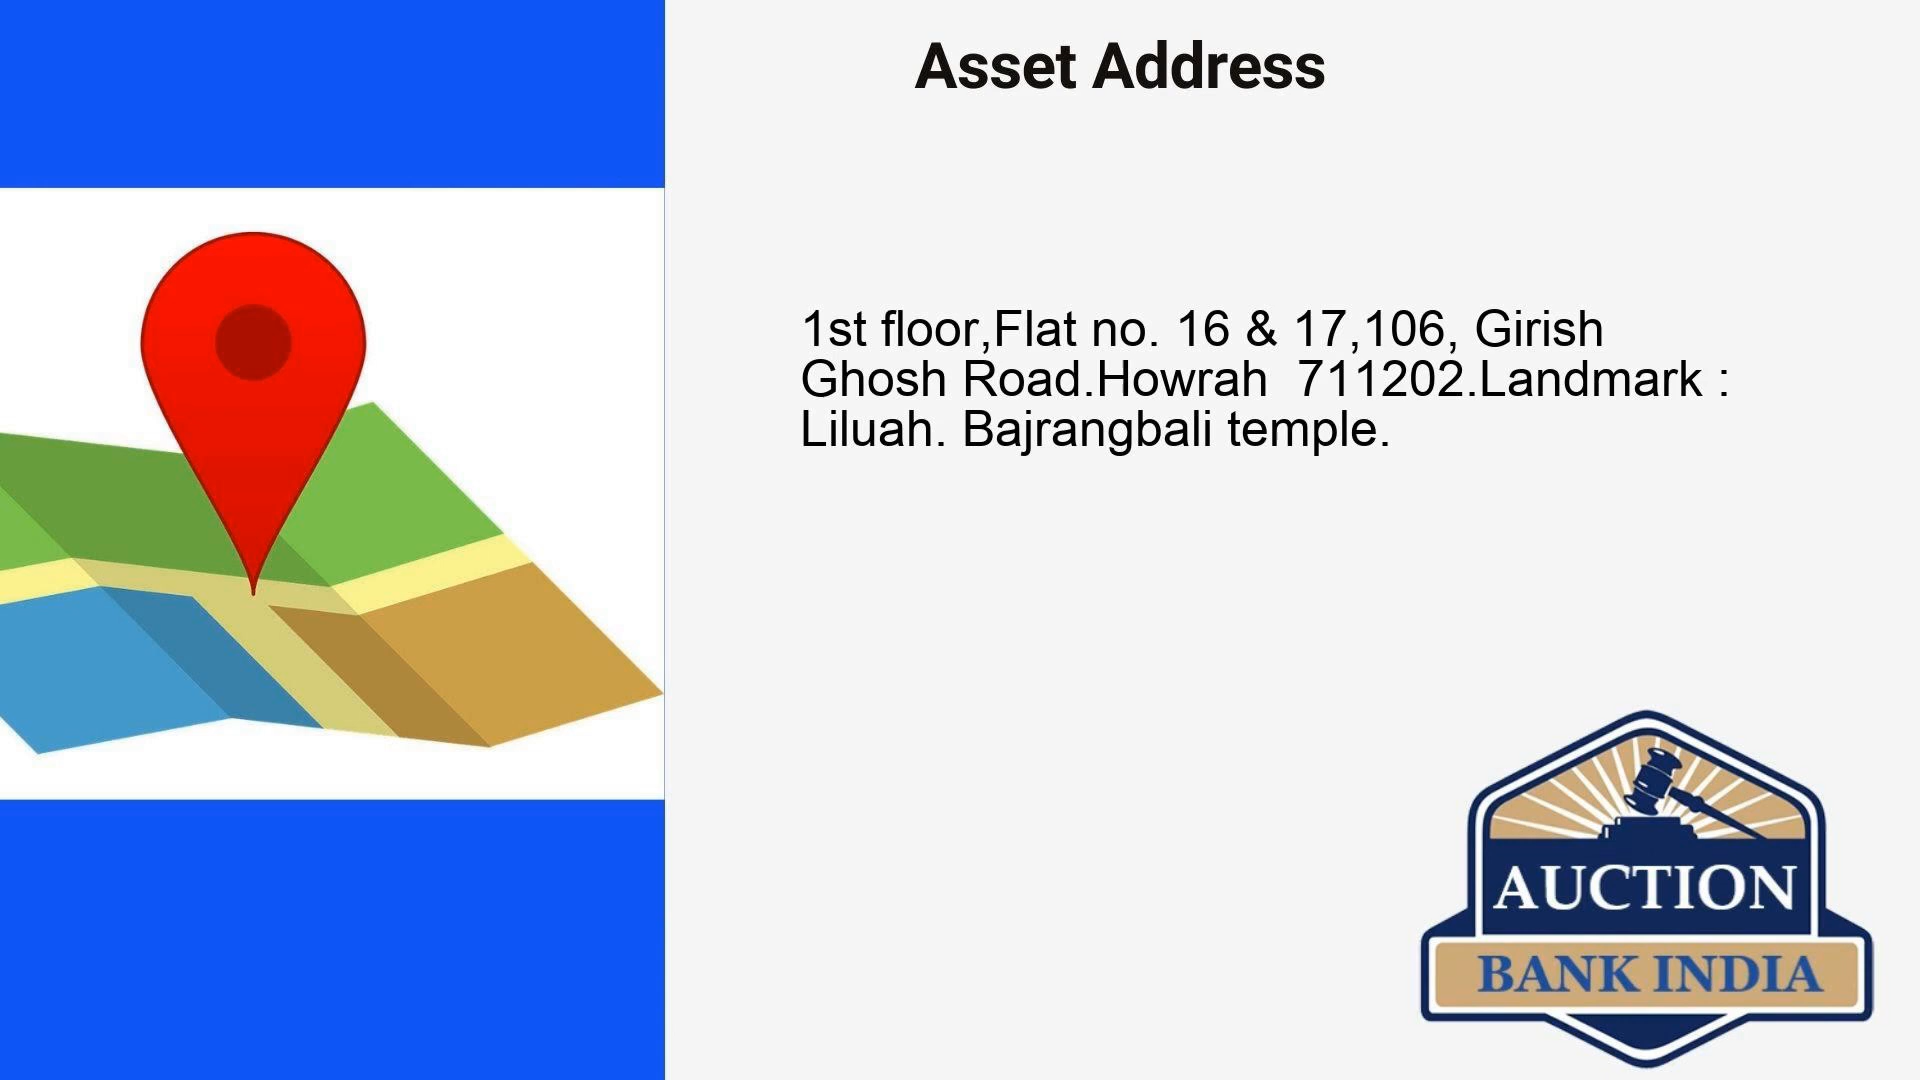 Asset Address
1st floor,Flat no. 16 & 17,106, Girish
Ghosh Road.Howrah  711202.Landmark :
Liluah. Bajrangbali temple.
AUCTION
BANK INDIA